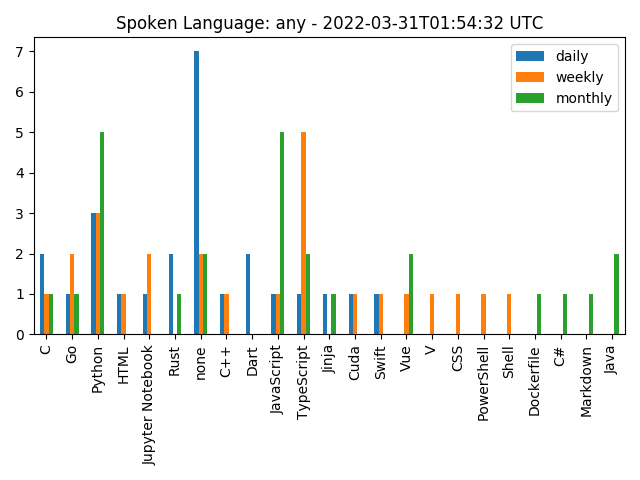 Spoken Language: any - 2022-03-31T01:54:32 UTC
daily
weekly
monthly
7
6
5
4
3
2
1
0
C
Go
Python
HTML
Jupyter Notebook
Rust
none
C++
Dart
JavaScript
TypeScript
Jinja
Cuda
Swift
Vue
V
CSS
PowerShell
Shell
Dockerfile
C#
Markdown
Java